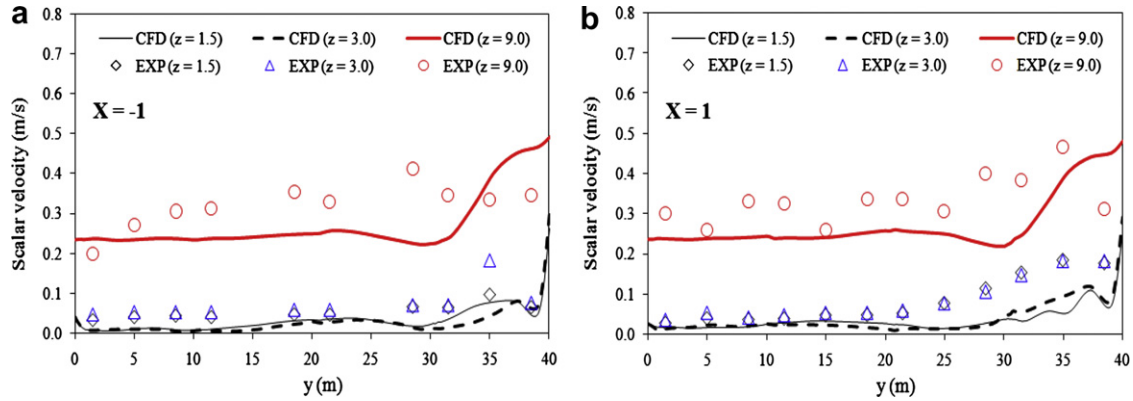 a
CFD (z = 1.5) CFD (z = 3.0) CFD (z = 9.0)
EXP (z = 1.5) EXP (z = 3.0) EXP (z = 9.0)
X = -1
Scalar velocity (m/s)
0.8
0.7
0.6
0.5
0.4
0.3
0.2
0.1
0.0
0 5 10 15 20 25 30 35 40
y (m)
b
CFD (z = 1.5) CFD (z = 3.0) CFD (z = 9.0)
EXP (z = 1.5) EXP (z = 3.0) EXP (z = 9.0)
X = 1
Scalar velocity (m/s)
0.8
0.7
0.6
0.5
0.4
0.3
0.2
0.1
0.0
0 5 10 15 20 25 30 35 40
y (m)